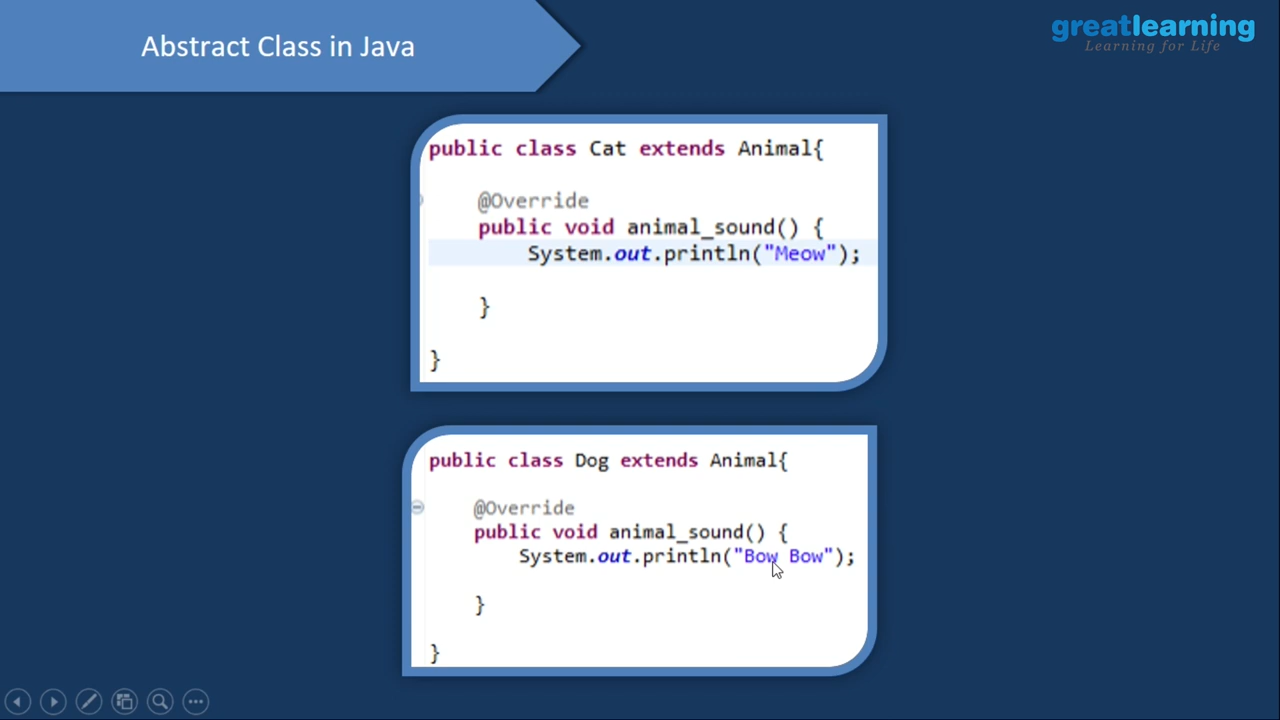 Abstract Class in Java
greatlearning
Learning for Life
public class Cat extends Animal{
@Override
public void animal_sound() {
System.out.println("Meow");
}
}
public class Dog extends Animal{
@Override
public void animal_sound() {
System.out.println("Bow Bow");
}
}